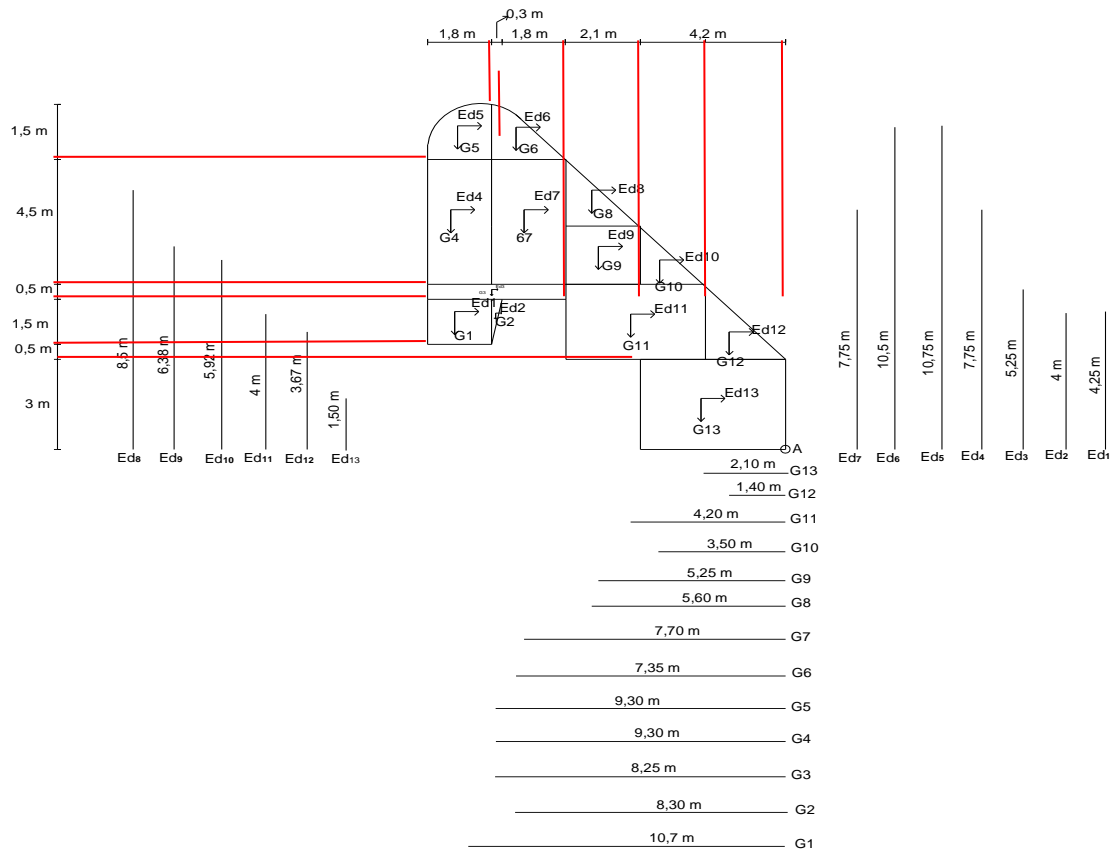 0,3 m
1,8 m
1,8 m
2,1 m
4,2 m
1,5 m
4,5 m
0,5 m
1,5 m
0,5 m
3 m
Ed5
G5
Ed6
G6
Ed4
G4
Ed7
67
Ed8
G8
Ed9
G9
Ed10
G10
G3
Ed3
Ed1
G1
Ed2
G2
Ed11
G11
Ed12
G12
Ed13
G13
A
8,5 m
6,38 m
5,92 m
4 m
3,67 m
1,50 m
Ed8
Ed9
Ed10
Ed11
Ed12
Ed13
7,75 m
10,5 m
10,75 m
7,75 m
5,25 m
4 m
4,25 m
Ed7
Ed6
Ed5
Ed4
Ed3
Ed2
Ed1
2,10 m G13
1,40 m G12
4,20 m G11
3,50 m G10
5,25 m G9
5,60 m G8
7,70 m G7
7,35 m G6
9,30 m G5
9,30 m G4
8,25 m G3
8,30 m G2
10,7 m G1